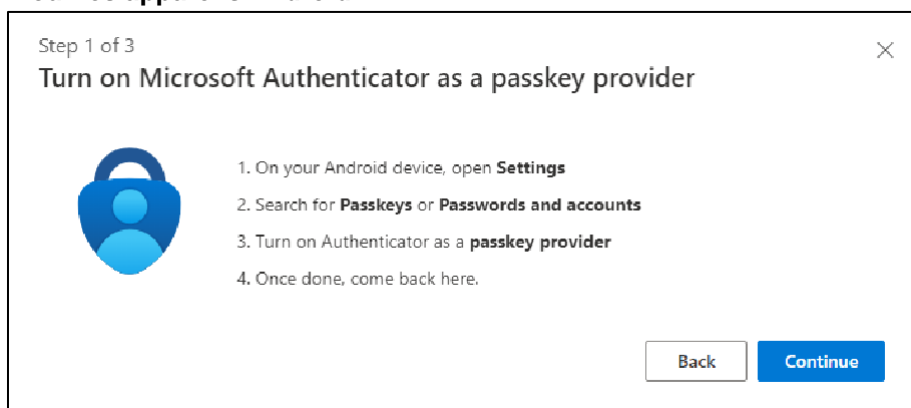 Step 1 of 3
Turn on Microsoft Authenticator as a passkey provider
1. On your Android device, open Settings
2. Search for Passkeys or Passwords and accounts
3. Turn on Authenticator as a passkey provider
4. Once done, come back here.
Back Continue